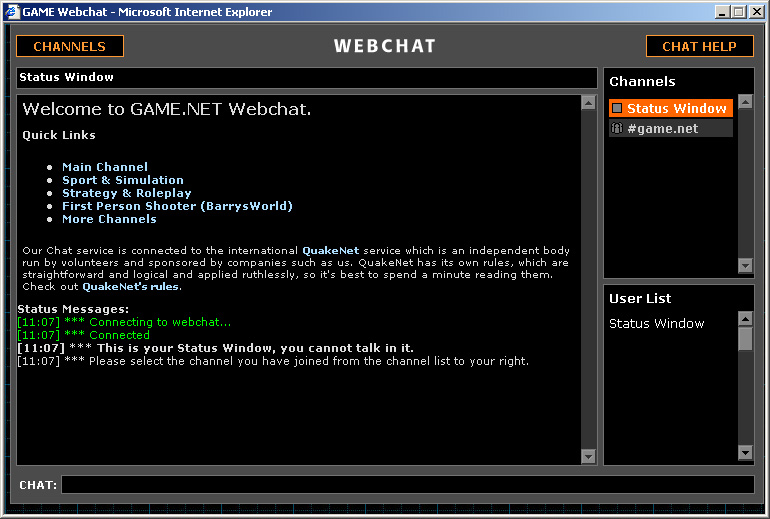 GAME Webchat - Microsoft Internet Explorer
CHANNELS
WEBCHAT
CHAT HELP
Status Window
Welcome to GAME.NET Webchat.
Quick Links
Main Channel
Sport & Simulation
Strategy & Roleplay
First Person Shooter (BarrysWorld)
More Channels
Our Chat service is connected to the international QuakeNet service which is an independent body
run by volunteers and sponsored by companies such as us. QuakeNet has its own rules, which are
straightforward and logical and applied ruthlessly, so it's best to spend a minute reading them.
Check out QuakeNet's rules.
Status Messages:
[11:07] *** Connecting to webchat...
[11:07] *** Connected
[11:07] *** This is your Status Window, you cannot talk in it.
[11:07] *** Please select the channel you have joined from the channel list to your right.
Channels
Status Window
#game.net
User List
Status Window
CHAT: